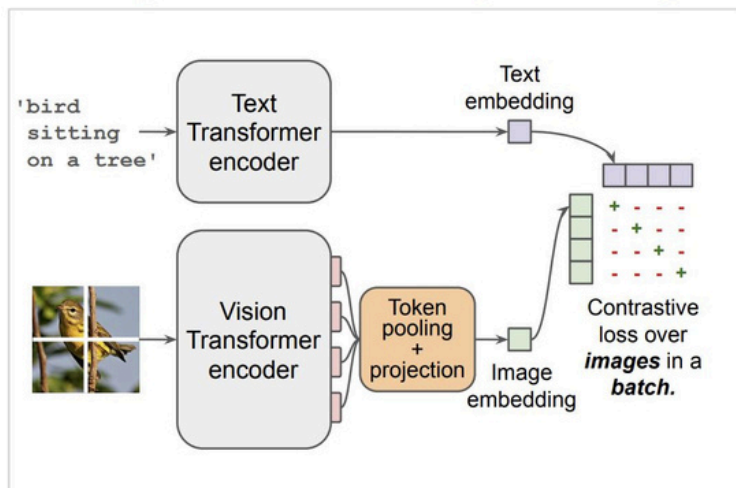 'bird
sitting
on a tree'
Text
Transformer
encoder
Text
embedding
+ - - -
- + - -
- - + -
- - - +
Vision
Transformer
encoder
Token
pooling
+
projection
Image
embedding
Contrastive
loss over
images in a
batch.